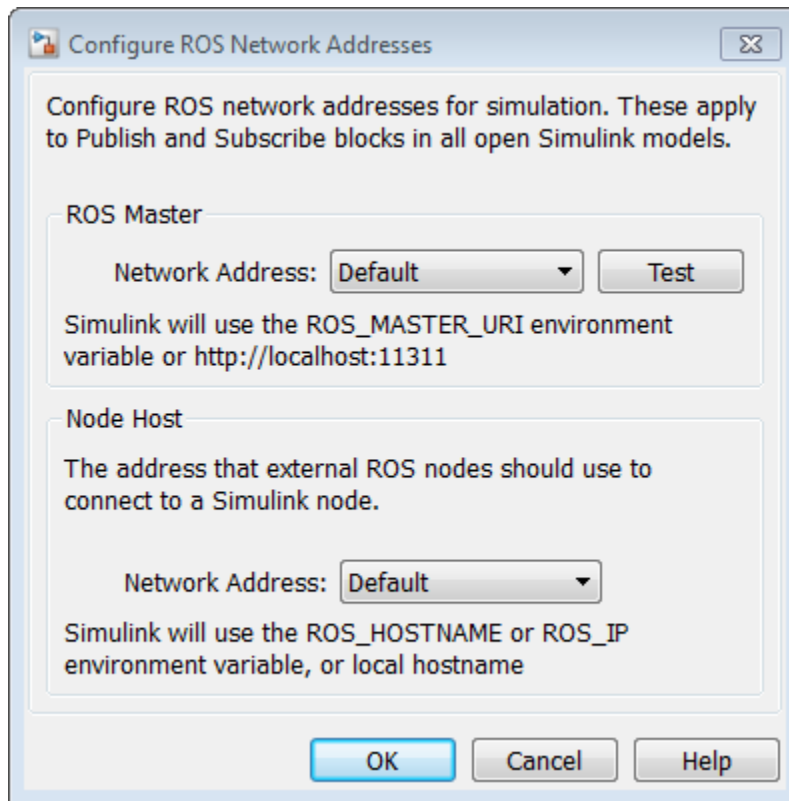 Configure ROS Network Addresses
Configure ROS network addresses for simulation. These apply
to Publish and Subscribe blocks in all open Simulink models.
ROS Master
Network Address: Default Test
Simulink will use the ROS_MASTER_URI environment
variable or http://localhost:11311
Node Host
The address that external ROS nodes should use to
connect to a Simulink node.
Network Address: Default
Simulink will use the ROS_HOSTNAME or ROS_IP
environment variable, or local hostname
OK Cancel Help